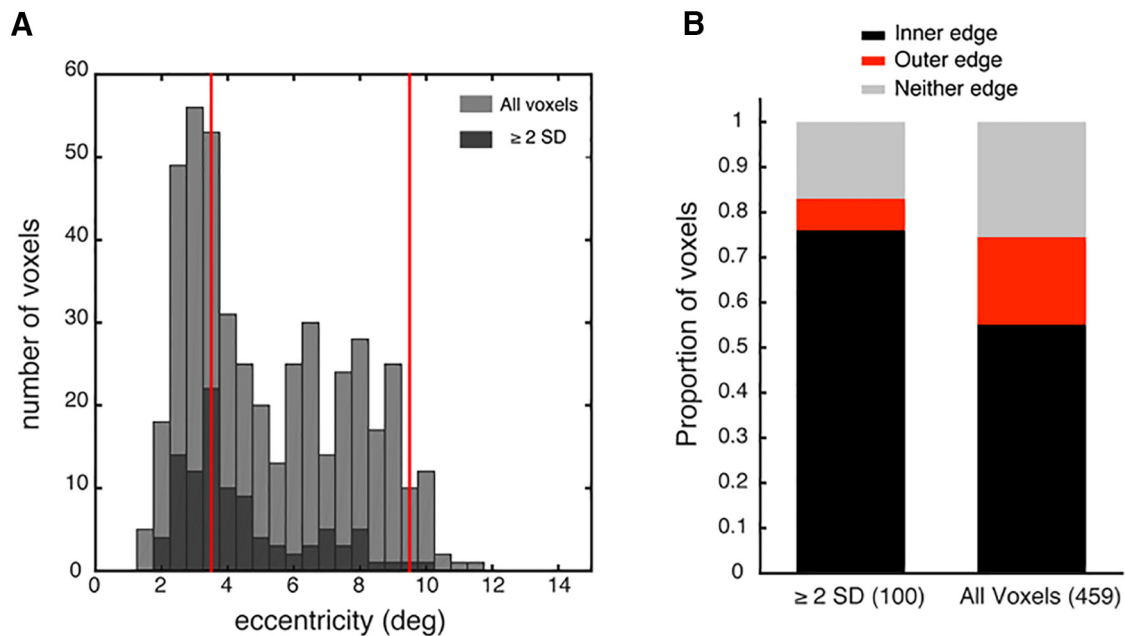 A
number of voxels
60
50
40
30
20
10
0
0 2 4 6 8 10 12 14
eccentricity (deg)
All voxels
≥ 2 SD
B
Inner edge
Outer edge
Neither edge
Proportion of voxels
1
0.9
0.8
0.7
0.6
0.5
0.4
0.3
0.2
0.1
0
≥ 2 SD (100) All Voxels (459)